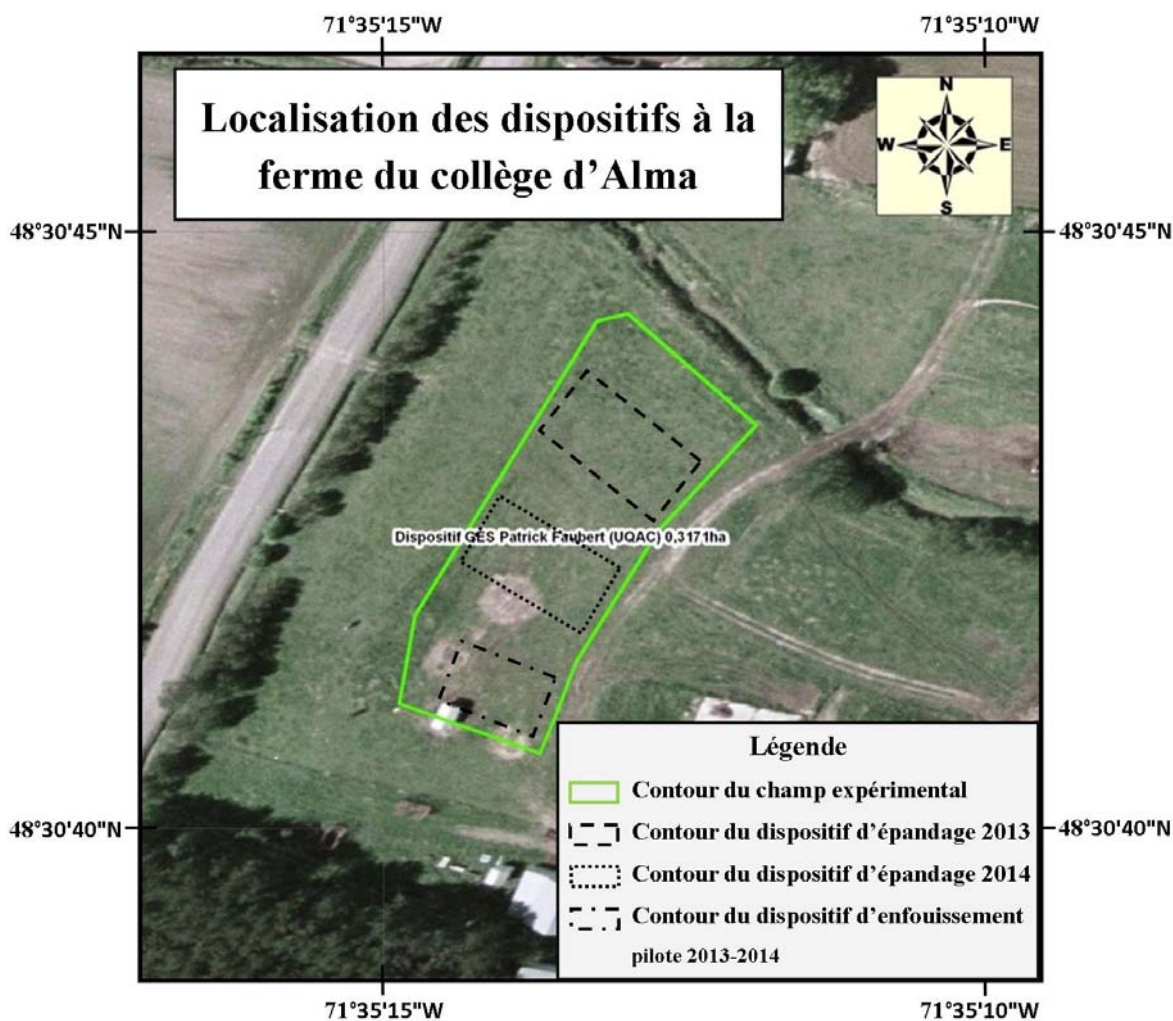 71°35'15"W
71°35'10"W
Localisation des dispositifs à la
ferme du collège d'Alma
N
W
E
S
48°30'45"N
48°30'45"N
Dispositif GES Patrick Faubert (UQAC) 0,3171ha
Légende
Contour du champ expérimental
Contour du dispositif d'épandage 2013
Contour du dispositif d'épandage 2014
Contour du dispositif d'enfouissement
pilote 2013-2014
48°30'40"N
48°30'40"N
71°35'15"W
71°35'10"W